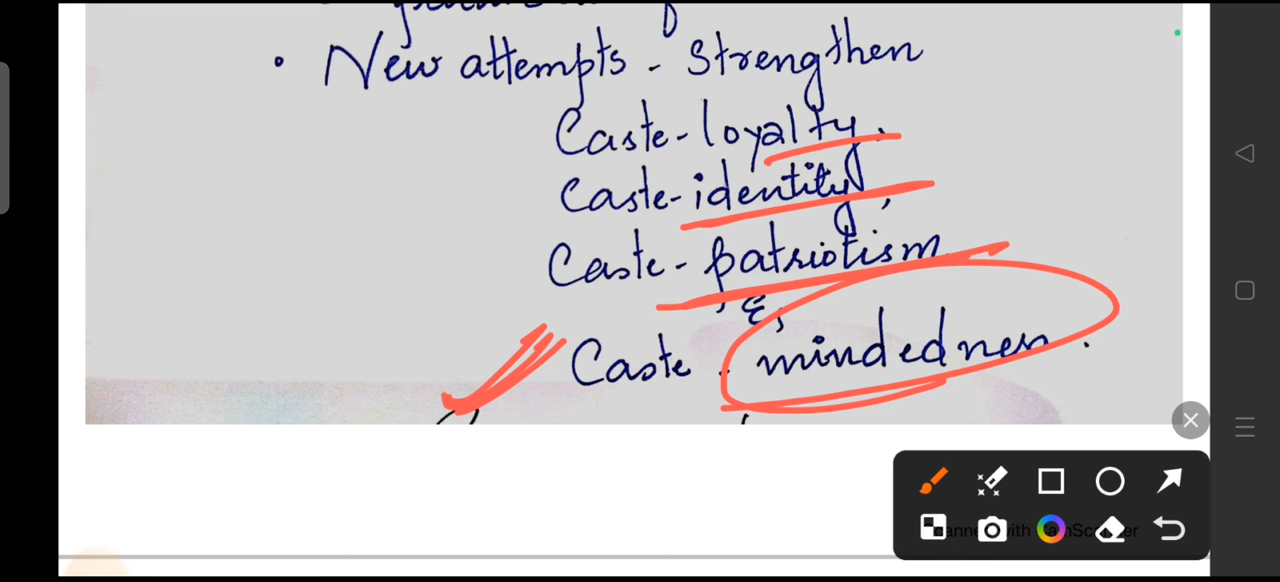 • New attempts - Strengthen
Caste-loyalty.
Caste-identity,
Caste-patriotism
, &,
Caste - mindedness.